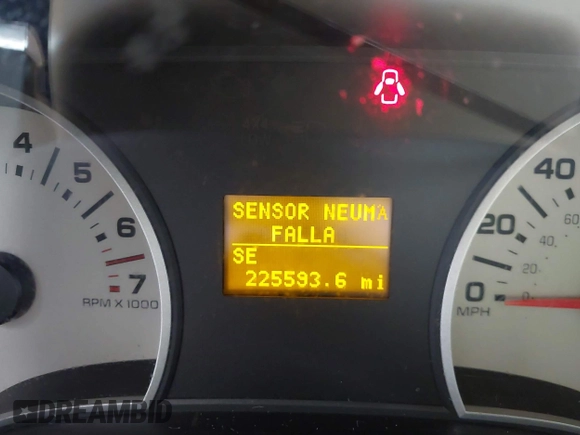 SENSOR NEUMA
FALLA
SE
225593.6 mi
4
5
6
7
RPM X 1000
40
20
0
MPH
60
40
20
0
DREAMBID